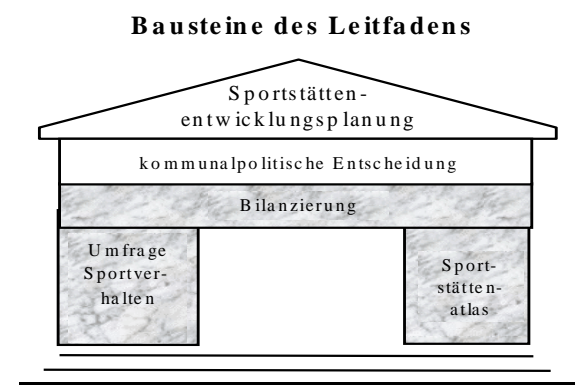 Bausteine des Leitfadens
Sportstätten-
entwicklungsplanung
kommunalpolitische Entscheidung
Bilanzierung
Umfrage
Sportver-
halten
Sport-
stätten-
atlas